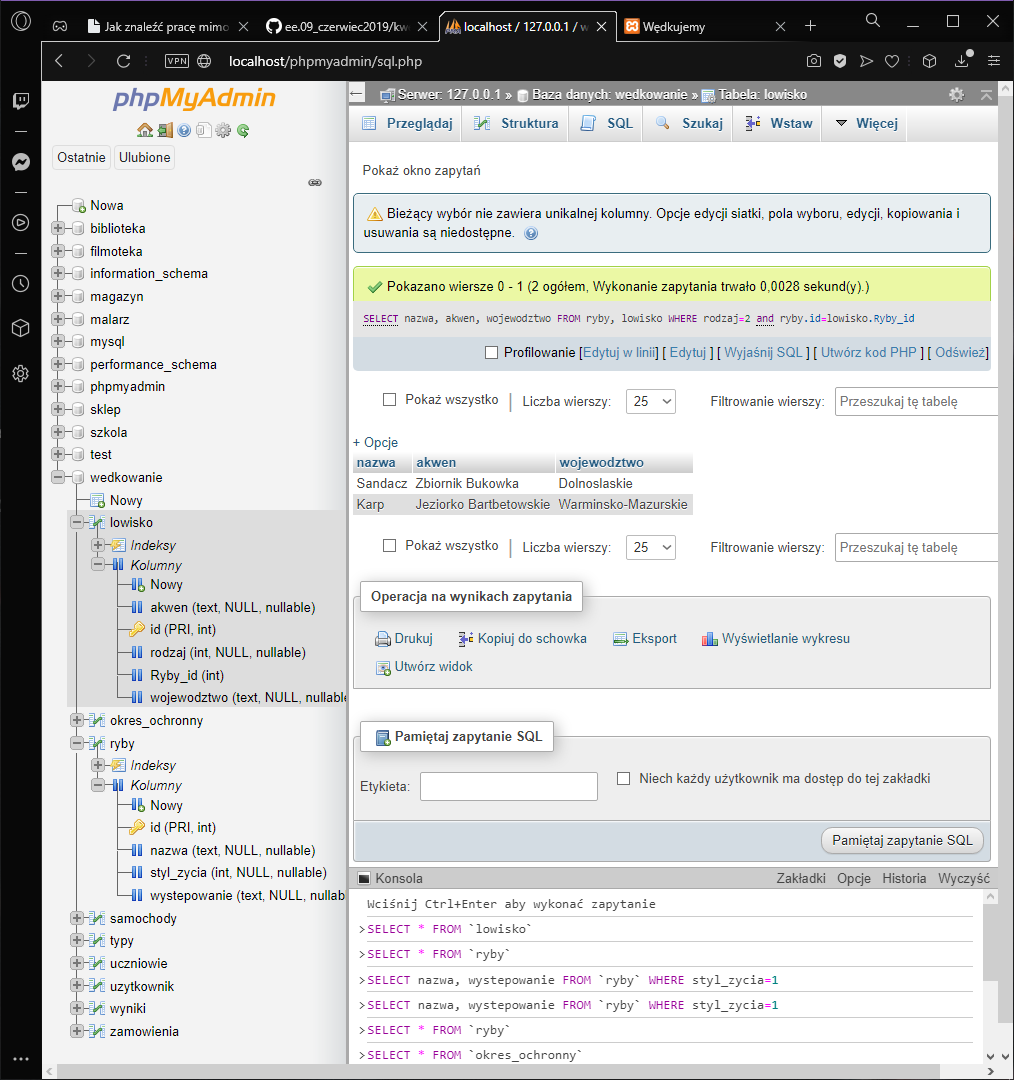 Jak znaleźć pracę mimo
ee.09_czerwiec2019/kwe
localhost / 127.0.0.1 / w
Wędkujemy
VPN
localhost/phpmyadmin/sql.php
phpMyAdmin
Ostatnie
Ulubione
Nowa
biblioteka
filmoteka
information_schema
magazyn
malarz
mysql
performance_schema
phpmyadmin
sklep
szkola
test
wedkowanie
Nowy
lowisko
Indeksy
Kolumny
Nowy
akwen (text, NULL, nullable)
id (PRI, int)
rodzaj (int, NULL, nullable)
Ryby_id (int)
wojewodztwo (text, NULL, nullable
okres_ochronny
ryby
Indeksy
Kolumny
Nowy
id (PRI, int)
nazwa (text, NULL, nullable)
styl_zycia (int, NULL, nullable)
wystepowanie (text, NULL, nullab
samochody
typy
uczniowie
uzytkownik
wyniki
zamowienia
Serwer: 127.0.0.1 » Baza danych: wedkowanie » Tabela: lowisko
Przeglądaj
Struktura
SQL
Szukaj
Wstaw
Więcej
Pokaż okno zapytań
Bieżący wybór nie zawiera unikalnej kolumny. Opcje edycji siatki, pola wyboru, edycji, kopiowania i
usuwania są niedostępne.
Pokazano wiersze 0 - 1 (2 ogółem, Wykonanie zapytania trwało 0,0028 sekund(y).)
SELECT nazwa, akwen, wojewodztwo FROM ryby, lowisko WHERE rodzaj=2 and ryby.id=lowisko.Ryby_id
Profilowanie [Edytuj w linii] [ Edytuj ] [ Wyjaśnij SQL ] [ Utwórz kod PHP ] [ Odśwież]
Pokaż wszystko | Liczba wierszy: 25 Filtrowanie wierszy: Przeszukaj tę tabelę
+ Opcje
nazwa akwen wojewodztwo
Sandacz Zbiornik Bukowka Dolnoslaskie
Karp Jeziorko Bartbetowskie Warminsko-Mazurskie
Pokaż wszystko | Liczba wierszy: 25 Filtrowanie wierszy: Przeszukaj tę tabelę
Operacja na wynikach zapytania
Drukuj Kopiuj do schowka Eksport Wyświetlanie wykresu
Utwórz widok
Pamiętaj zapytanie SQL
Etykieta: Niech każdy użytkownik ma dostęp do tej zakładki
Pamiętaj zapytanie SQL
Konsola Zakładki Opcje Historia Wyczyść
Wciśnij Ctrl+Enter aby wykonać zapytanie
>SELECT * FROM `lowisko`
>SELECT * FROM `ryby`
>SELECT nazwa, wystepowanie FROM `ryby` WHERE styl_zycia=1
>SELECT nazwa, wystepowanie FROM `ryby` WHERE styl_zycia=1
>SELECT * FROM `ryby`
>SELECT * FROM `okres_ochronny`